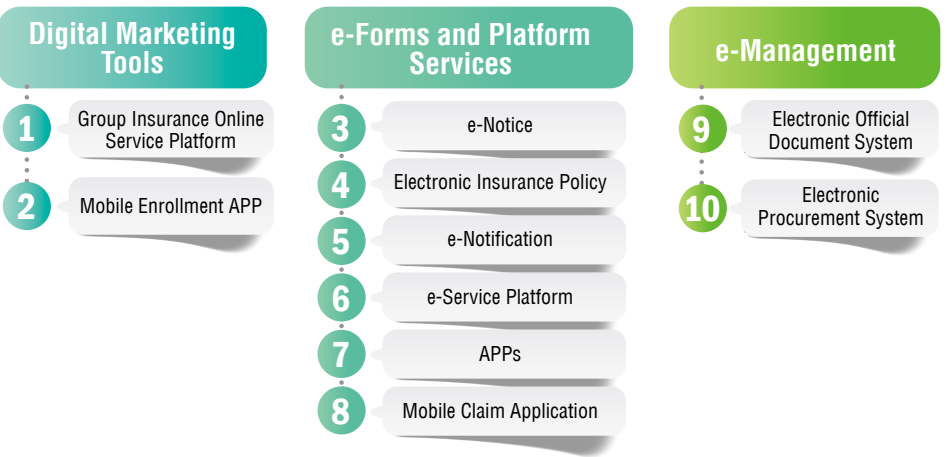 Digital Marketing
Tools
1
Group Insurance Online
Service Platform
2
Mobile Enrollment APP
e-Forms and Platform
Services
3
e-Notice
4
Electronic Insurance Policy
5
e-Notification
6
e-Service Platform
7
APPs
8
Mobile Claim Application
e-Management
9
Electronic Official
Document System
10
Electronic
Procurement System